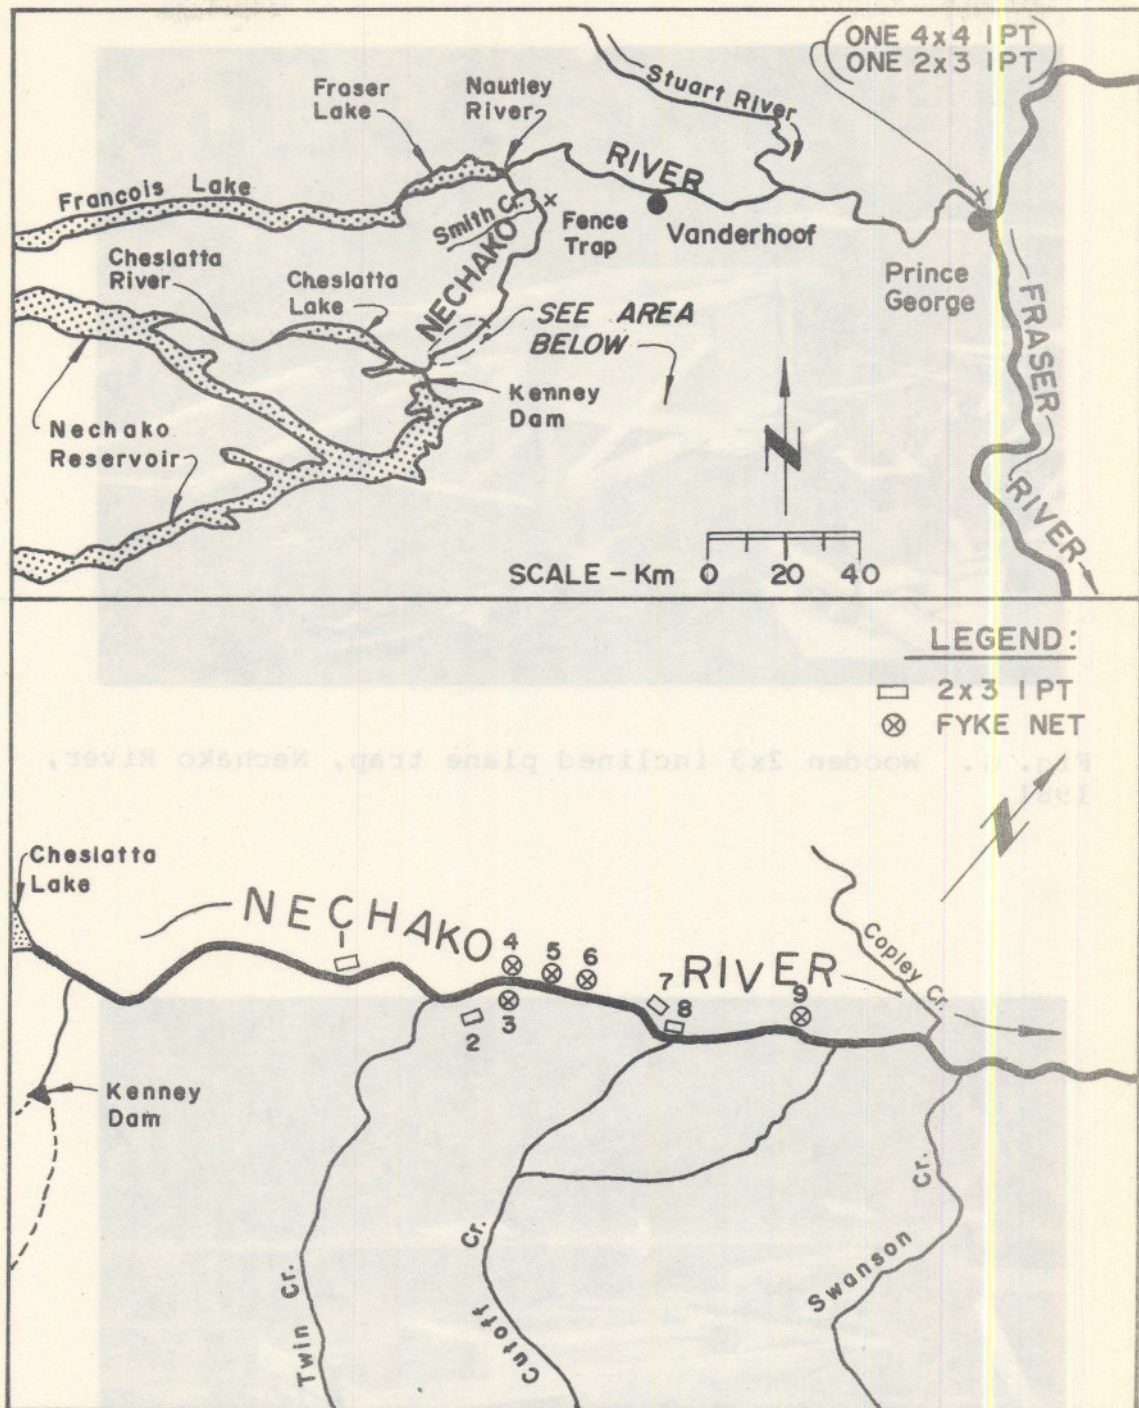 (ONE 4x4 IPT
ONE 2x3 IPT)
Fraser
Lake
Nautley
River
Stuart River
RIVER
Francois Lake
Smith Cr.
Fence
Trap
Vanderhoof
Cheslatta
River
Cheslatta
Lake
NECHAKO
Prince
George
SEE AREA
BELOW
FRASER
RIVER
Kenney
Dam
Nechako
Reservoir
N
SCALE - Km 0 20 40
LEGEND:
2x3 IPT
FYKE NET
Fig. . Wooden 2x3 inclined plane trap, Nechako River,
N
Cheslatta
Lake
NECHAKO
RIVER
1
2
3
4
5
6
7
8
9
Copley Cr.
Kenney
Dam
Twin Cr.
Cutoff Cr.
Swanson Cr.